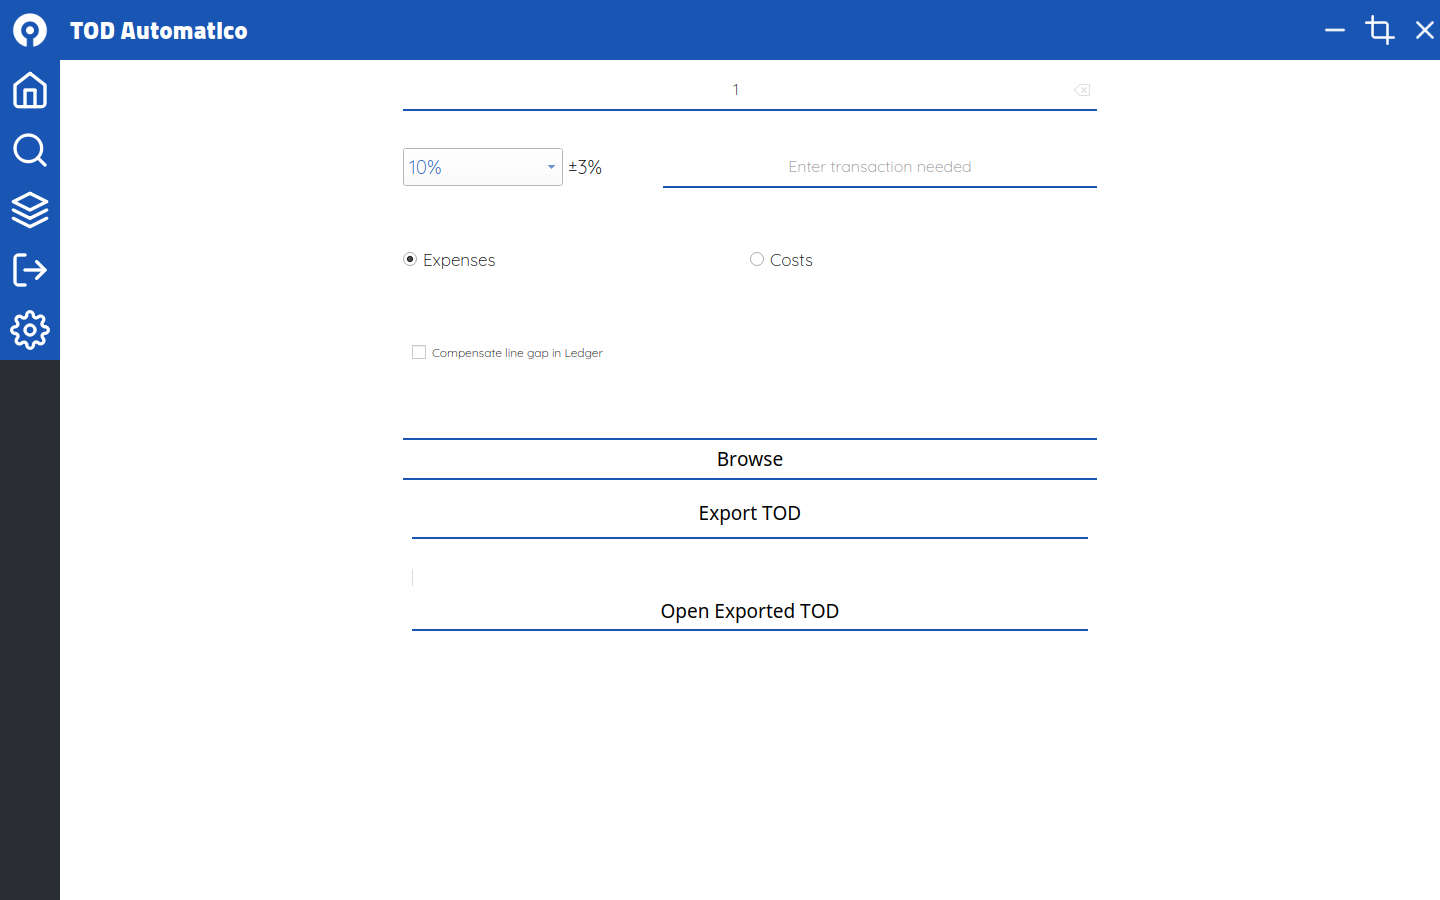 TOD Automatico
1
10%
±3%
Enter transaction needed
Expenses
Costs
Compensate line gap in Ledger
Browse
Export TOD
Open Exported TOD